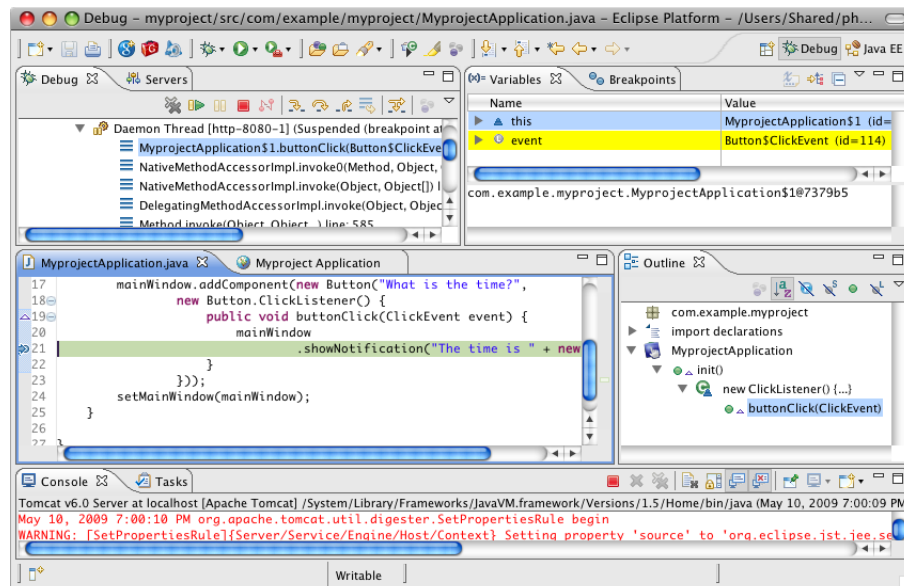 Debug – myproject/src/com/example/myproject/MyprojectApplication.java – Eclipse Platform – /Users/Shared/ph...
Debug
Java EE
Debug
Servers
Daemon Thread [http-8080-1] (Suspended (breakpoint at
MyprojectApplication$1.buttonClick(Button$ClickEve
NativeMethodAccessorImpl.invoke0(Method, Object,
NativeMethodAccessorImpl.invoke(Object, Object[]) l
DelegatingMethodAccessorImpl.invoke(Object, Objec
Method.invoke(Object, Object...) line: 585
(x)= Variables
Breakpoints
Name Value
this MyprojectApplication$1 (id=
event Button$ClickEvent (id=114)
com.example.myproject.MyprojectApplication$1@7379b5
MyprojectApplication.java
Myproject Application
17 mainWindow.addComponent(new Button("What is the time?",
18 new Button.ClickListener() {
19 public void buttonClick(ClickEvent event) {
20 mainWindow
21 .showNotification("The time is " + new
22 }
23 }));
24 setMainWindow(mainWindow);
25 }
26
27 }
Outline
com.example.myproject
import declarations
MyprojectApplication
init()
new ClickListener() {...}
buttonClick(ClickEvent)
Console
Tasks
Tomcat v6.0 Server at localhost [Apache Tomcat] /System/Library/Frameworks/JavaVM.framework/Versions/1.5/Home/bin/java (May 10, 2009 7:00:09 PM
May 10, 2009 7:00:10 PM org.apache.tomcat.util.digester.SetPropertiesRule begin
WARNING: [SetPropertiesRule]{Server/Service/Engine/Host/Context} Setting property 'source' to 'org.eclipse.jst.jee.se
Writable